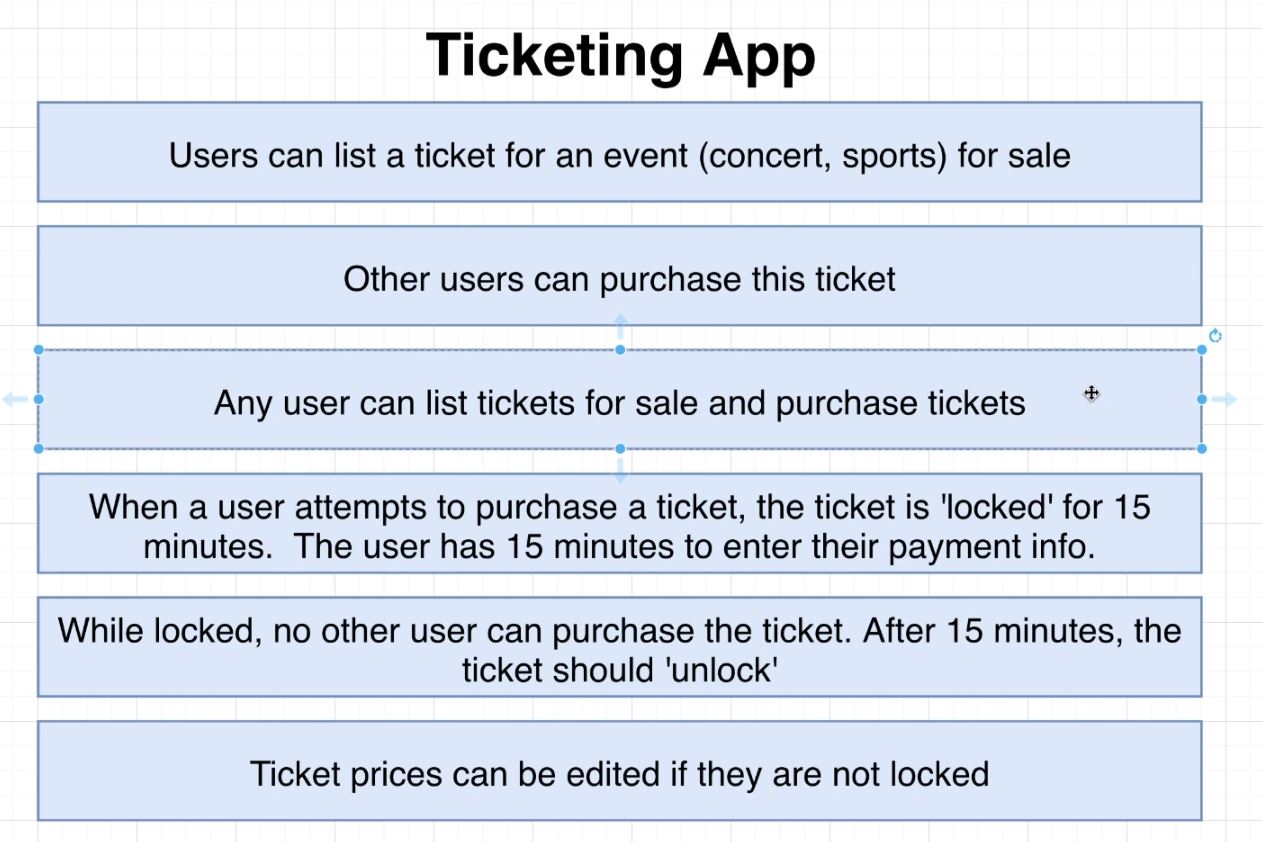 Ticketing App
Users can list a ticket for an event (concert, sports) for sale
Other users can purchase this ticket
Any user can list tickets for sale and purchase tickets
When a user attempts to purchase a ticket, the ticket is 'locked' for 15
minutes.  The user has 15 minutes to enter their payment info.
While locked, no other user can purchase the ticket. After 15 minutes, the
ticket should 'unlock'
Ticket prices can be edited if they are not locked